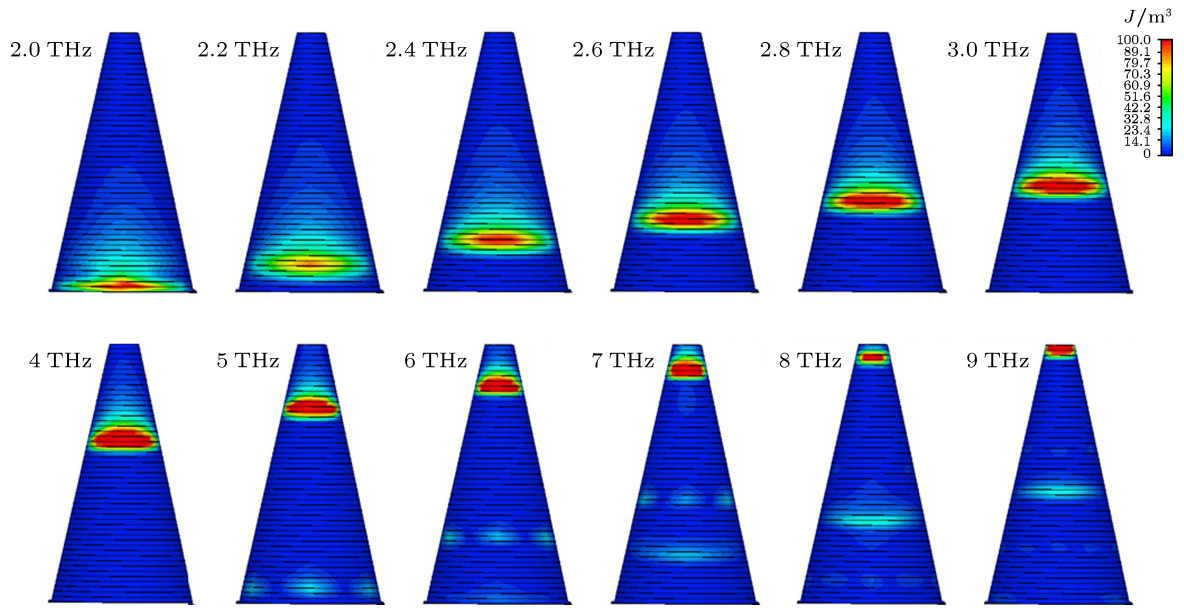 J/m³
2.0 THz
2.2 THz
2.4 THz
2.6 THz
2.8 THz
3.0 THz
100.0
89.1
79.7
70.3
60.9
51.6
42.2
32.8
23.4
14.1
0
4 THz
5 THz
6 THz
7 THz
8 THz
9 THz